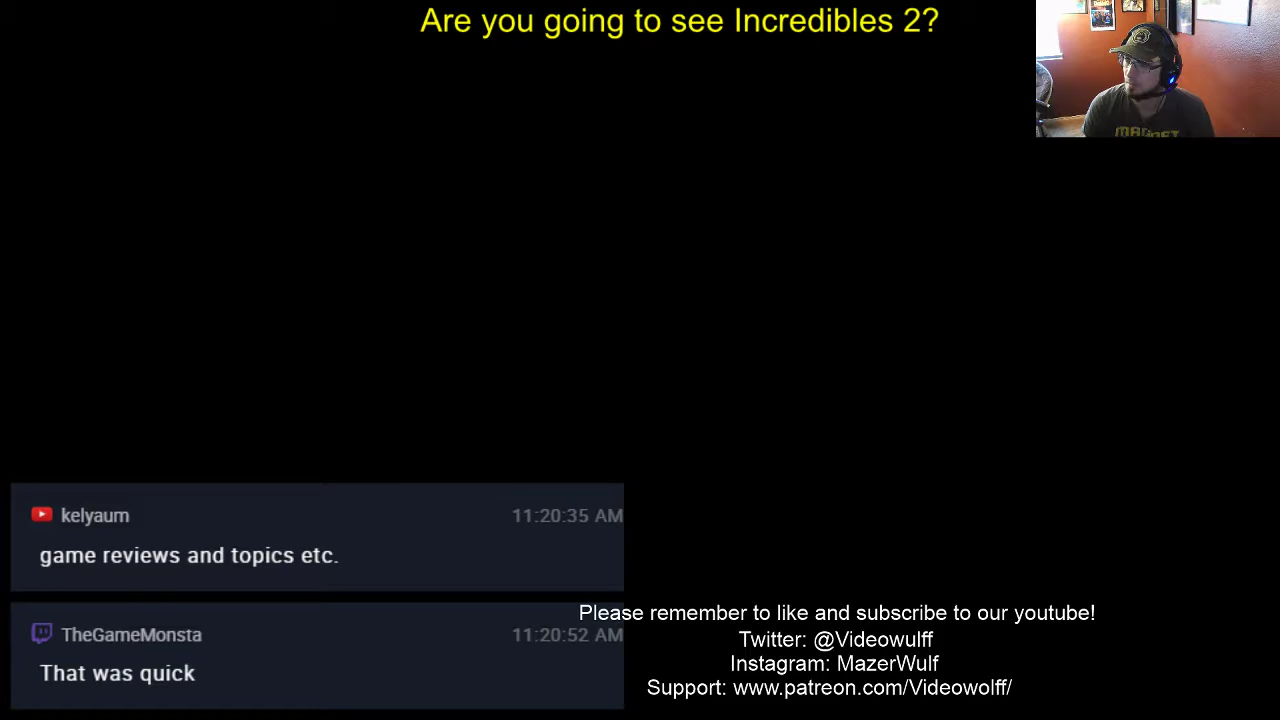 Are you going to see Incredibles 2?
kelyaum 11:20:35 AM
game reviews and topics etc.
TheGameMonsta 11:20:52 AM
That was quick
Please remember to like and subscribe to our youtube!
Twitter: @Videowulff
Instagram: MazerWulf
Support: www.patreon.com/Videowolff/